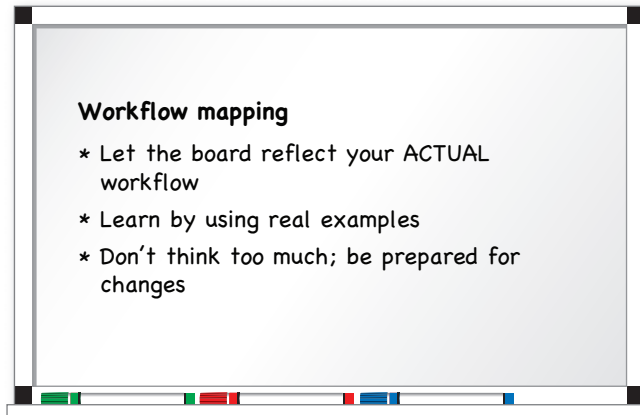 Workflow mapping
* Let the board reflect your ACTUAL
workflow
* Learn by using real examples
* Don't think too much; be prepared for
changes